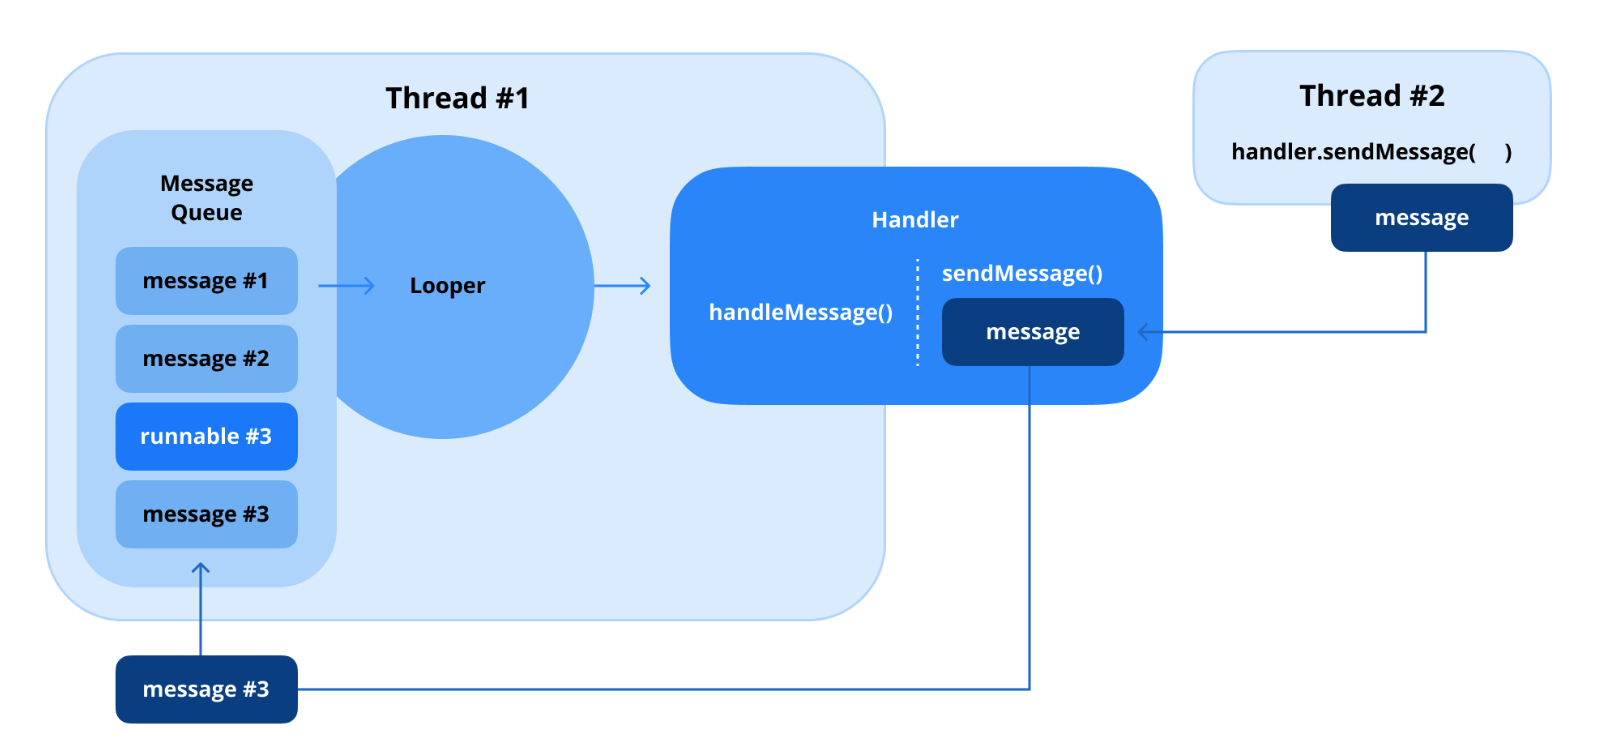 Thread #1
Message
Queue
message #1
message #2
runnable #3
message #3
Looper
Handler
handleMessage()
sendMessage()
message
Thread #2
handler.sendMessage(    )
message
message #3